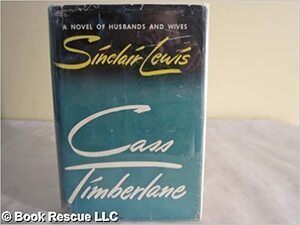 A NOVEL OF HUSBANDS AND WIVES
Sinclair Lewis
Cass
Timberlane
© Book Rescue LLC